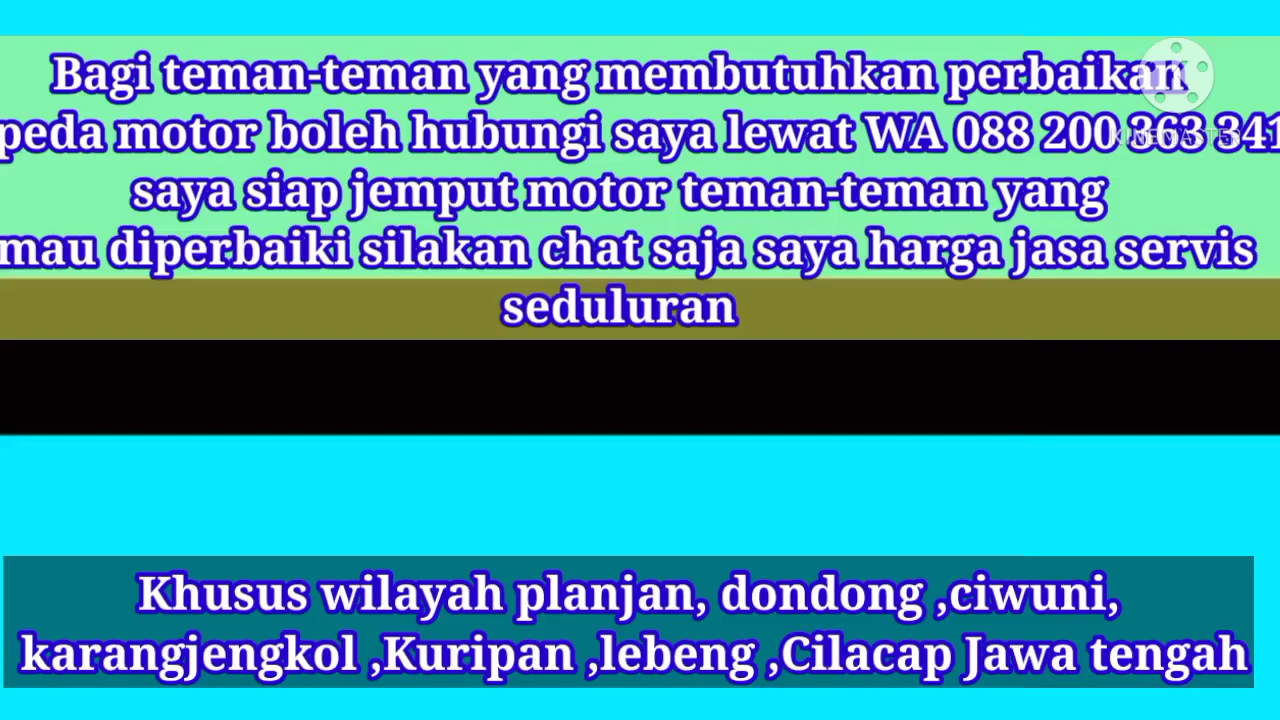 Bagi teman-teman yang membutuhkan perbaikan
peda motor boleh hubungi saya lewat WA 088 200 363 341
saya siap jemput motor teman-teman yang
mau diperbaiki silakan chat saja saya harga jasa servis
seduluran
Khusus wilayah planjan, dondong ,ciwuni,
karangjengkol ,Kuripan ,lebeng ,Cilacap Jawa tengah
KINEMASTER